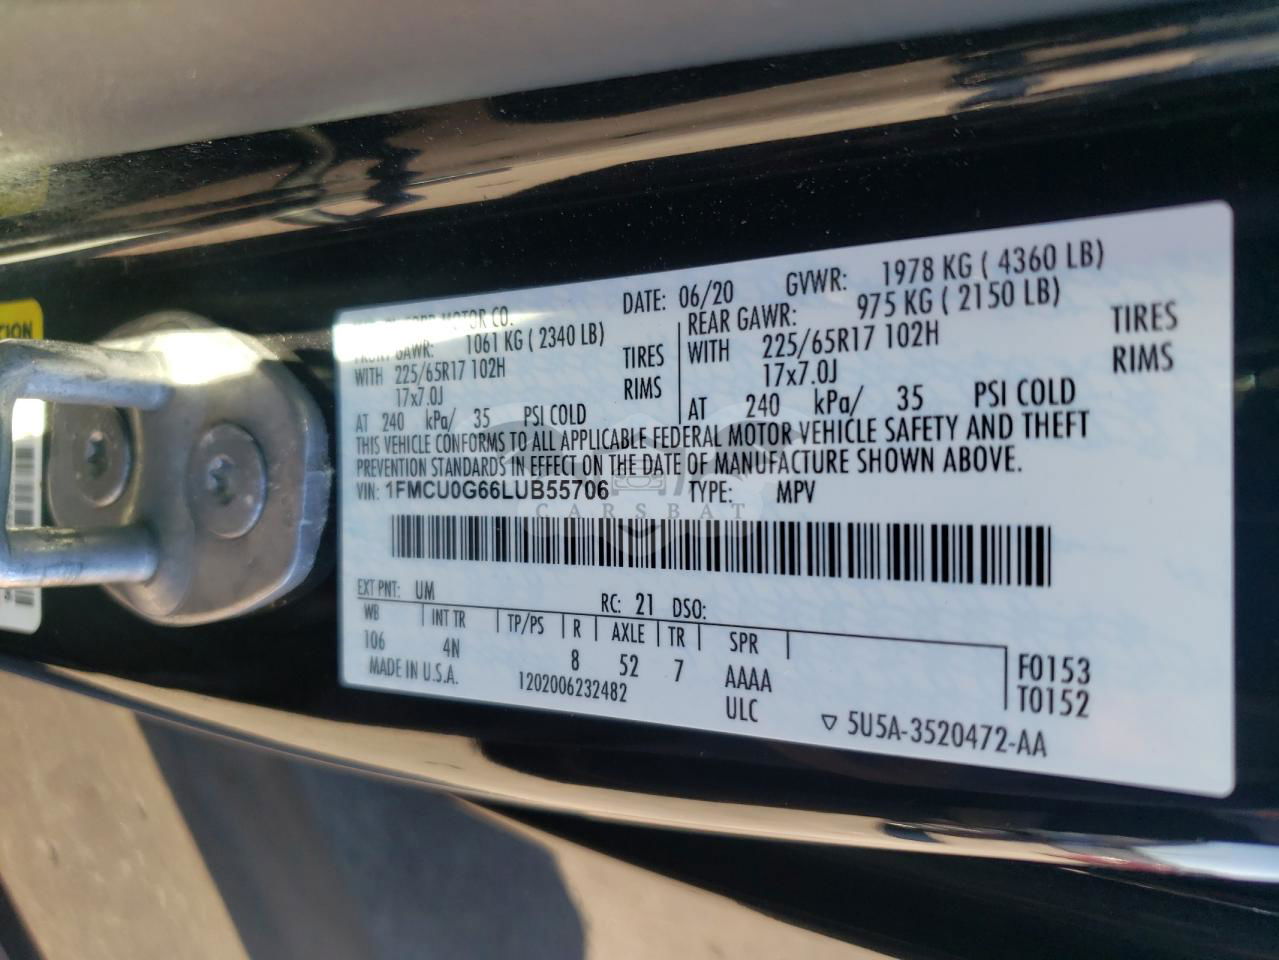 FORD MOTOR CO.
DATE: 06/20 GVWR: 1978 KG ( 4360 LB)
FRONT GAWR: 1061 KG ( 2340 LB)
WITH 225/65R17 102H TIRES
17x7.0J RIMS
AT 240 kPa/ 35 PSI COLD
REAR GAWR: 975 KG ( 2150 LB)
WITH 225/65R17 102H TIRES
17x7.0J RIMS
AT 240 kPa/ 35 PSI COLD
THIS VEHICLE CONFORMS TO ALL APPLICABLE FEDERAL MOTOR VEHICLE SAFETY AND THEFT
PREVENTION STANDARDS IN EFFECT ON THE DATE OF MANUFACTURE SHOWN ABOVE.
VIN: 1FMCU0G66LUB55706 TYPE: MPV
CARSBAT
EXT PNT: UM RC: 21 DSO:
WB INT TR TP/PS R AXLE TR SPR
106 4N 8 52 7 AAAA F0153
MADE IN U.S.A. 1202006232482 ULC T0152
▽ 5U5A-3520472-AA